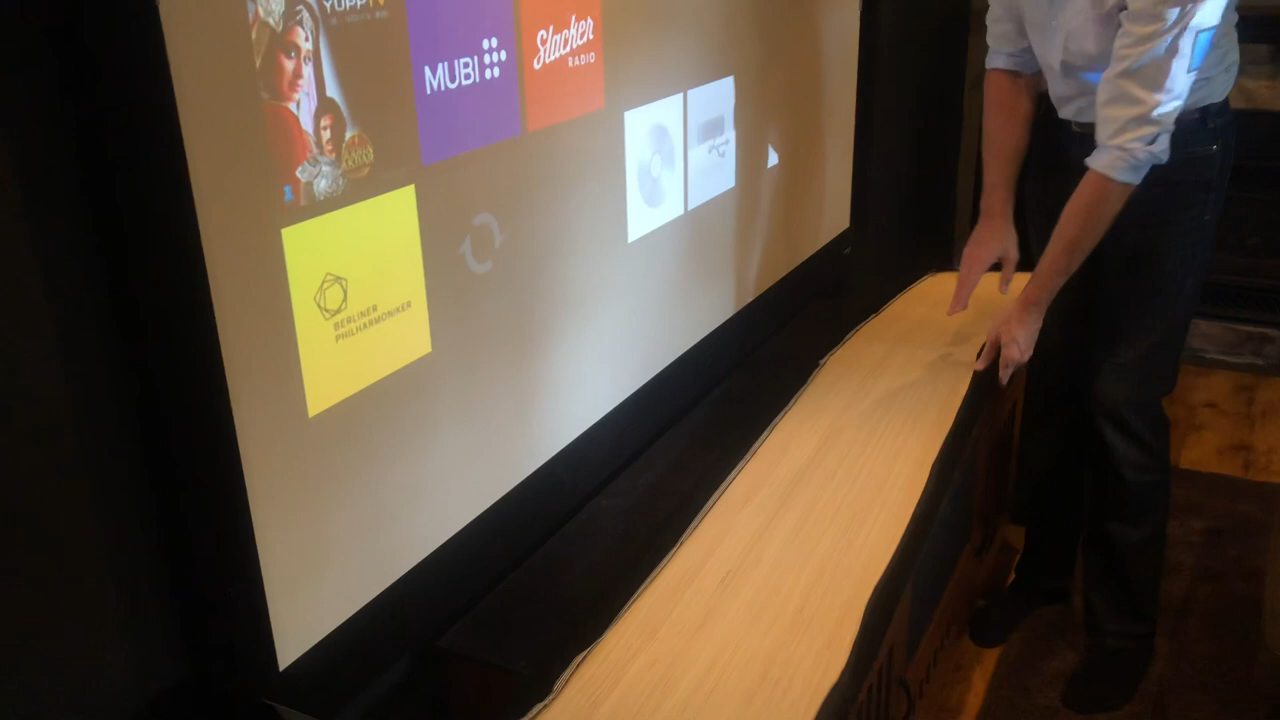 YUPPTV
MUBI
Slacker
RADIO
BERLINER
PHILHARMONIKER